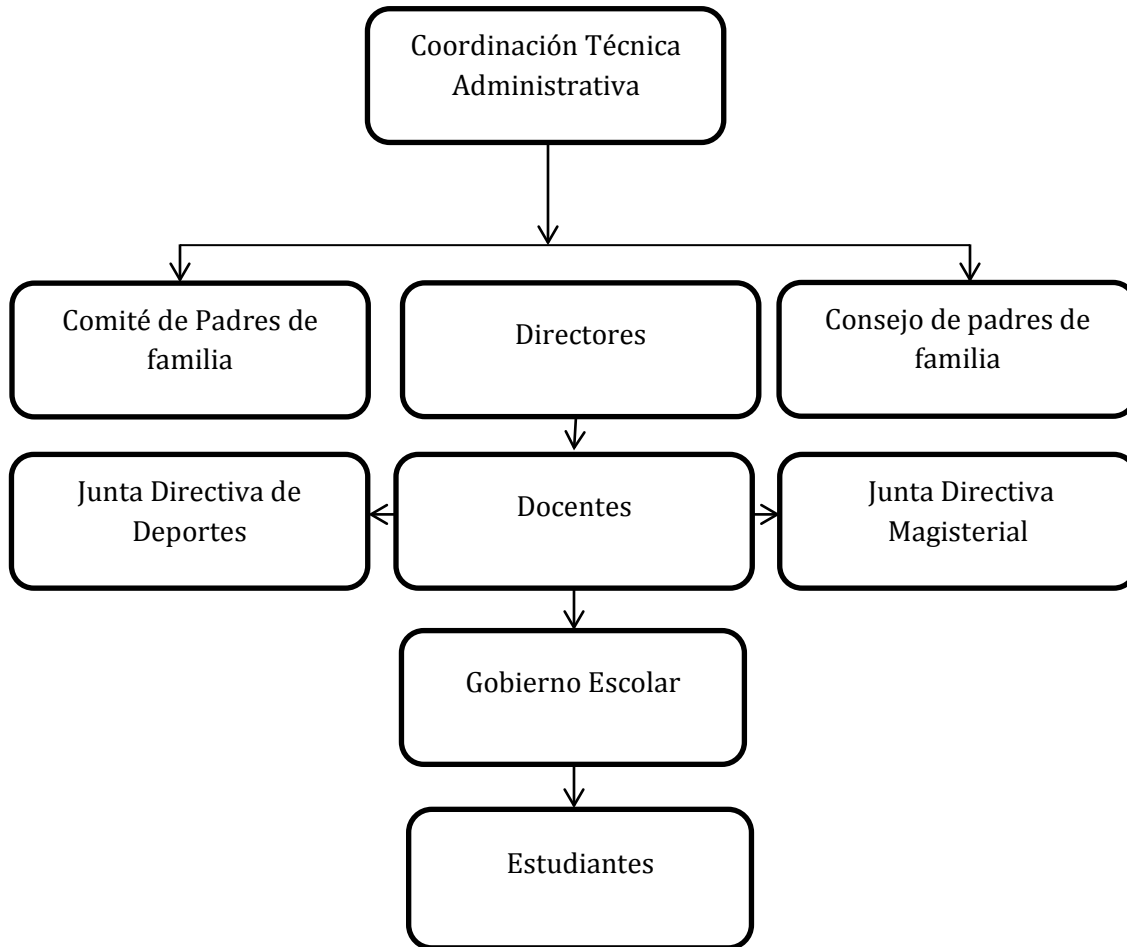 Coordinación Técnica
Administrativa
Comité de Padres de
familia
Directores
Consejo de padres de
familia
Junta Directiva de
Deportes
Docentes
Junta Directiva
Magisterial
Gobierno Escolar
Estudiantes